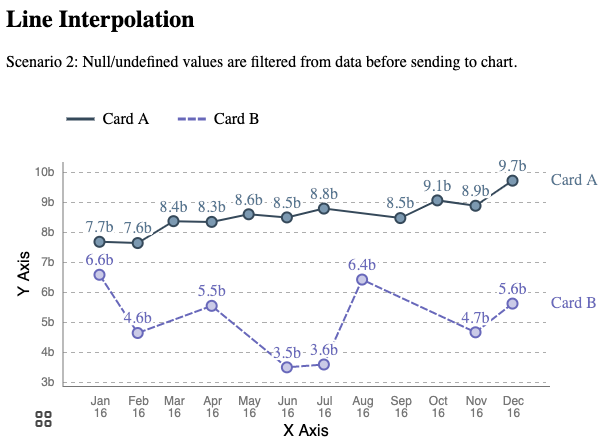 Line Interpolation
Scenario 2: Null/undefined values are filtered from data before sending to chart.
Card A Card B
10b
9b
8b
7b
6b
5b
4b
3b
Y Axis
7.7b 7.6b 8.4b 8.3b 8.6b 8.5b 8.8b 8.5b 9.1b 8.9b 9.7b
Card A
6.6b 4.6b 5.5b 3.5b 3.6b 6.4b 4.7b 5.6b
Card B
Jan Feb Mar Apr May Jun Jul Aug Sep Oct Nov Dec
16 16 16 16 16 16 16 16 16 16 16 16
X Axis